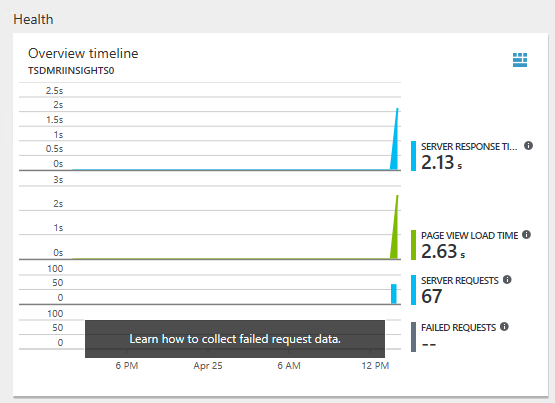 Health
Overview timeline
TSDMRIINSIGHTS0
2.5s
2s
1.5s
1s
0.5s
0s
SERVER RESPONSE TI...
2.13 s
3s
2s
1s
0s
PAGE VIEW LOAD TIME
2.63 s
100
50
0
SERVER REQUESTS
67
100
50
0
FAILED REQUESTS
--
Learn how to collect failed request data.
6 PM Apr 25 6 AM 12 PM